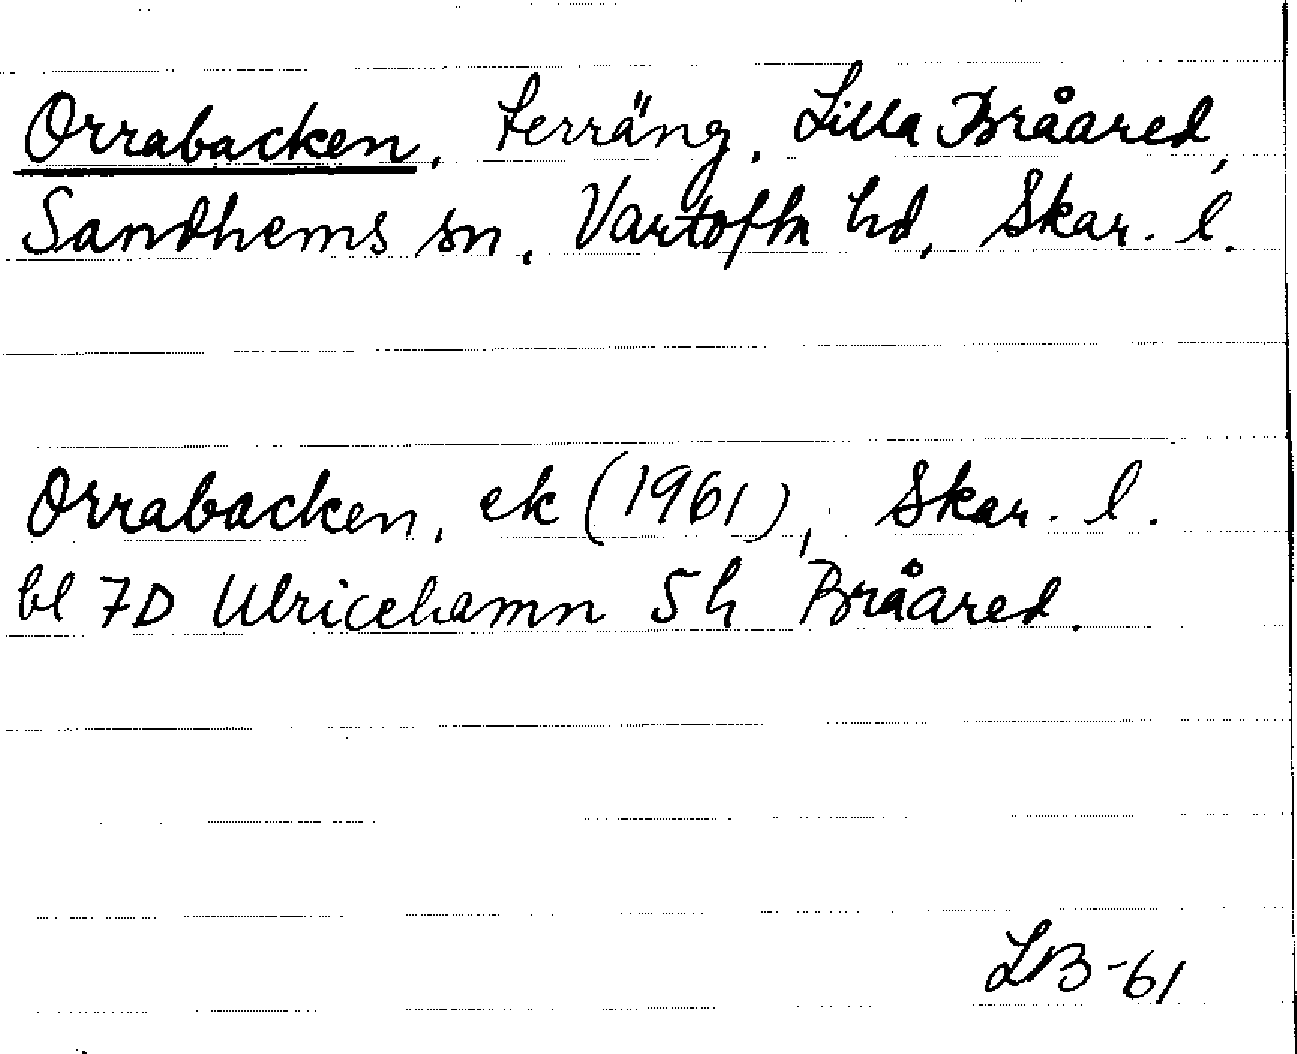 Orrabacken, terräng, Lilla Bråared,
Sandhems sn, Vartofta hd, Skar. l.
Orrabacken, ek (1961), Skar. l.
bl 7D Ulricehamn 5h Bråared.
LB-61